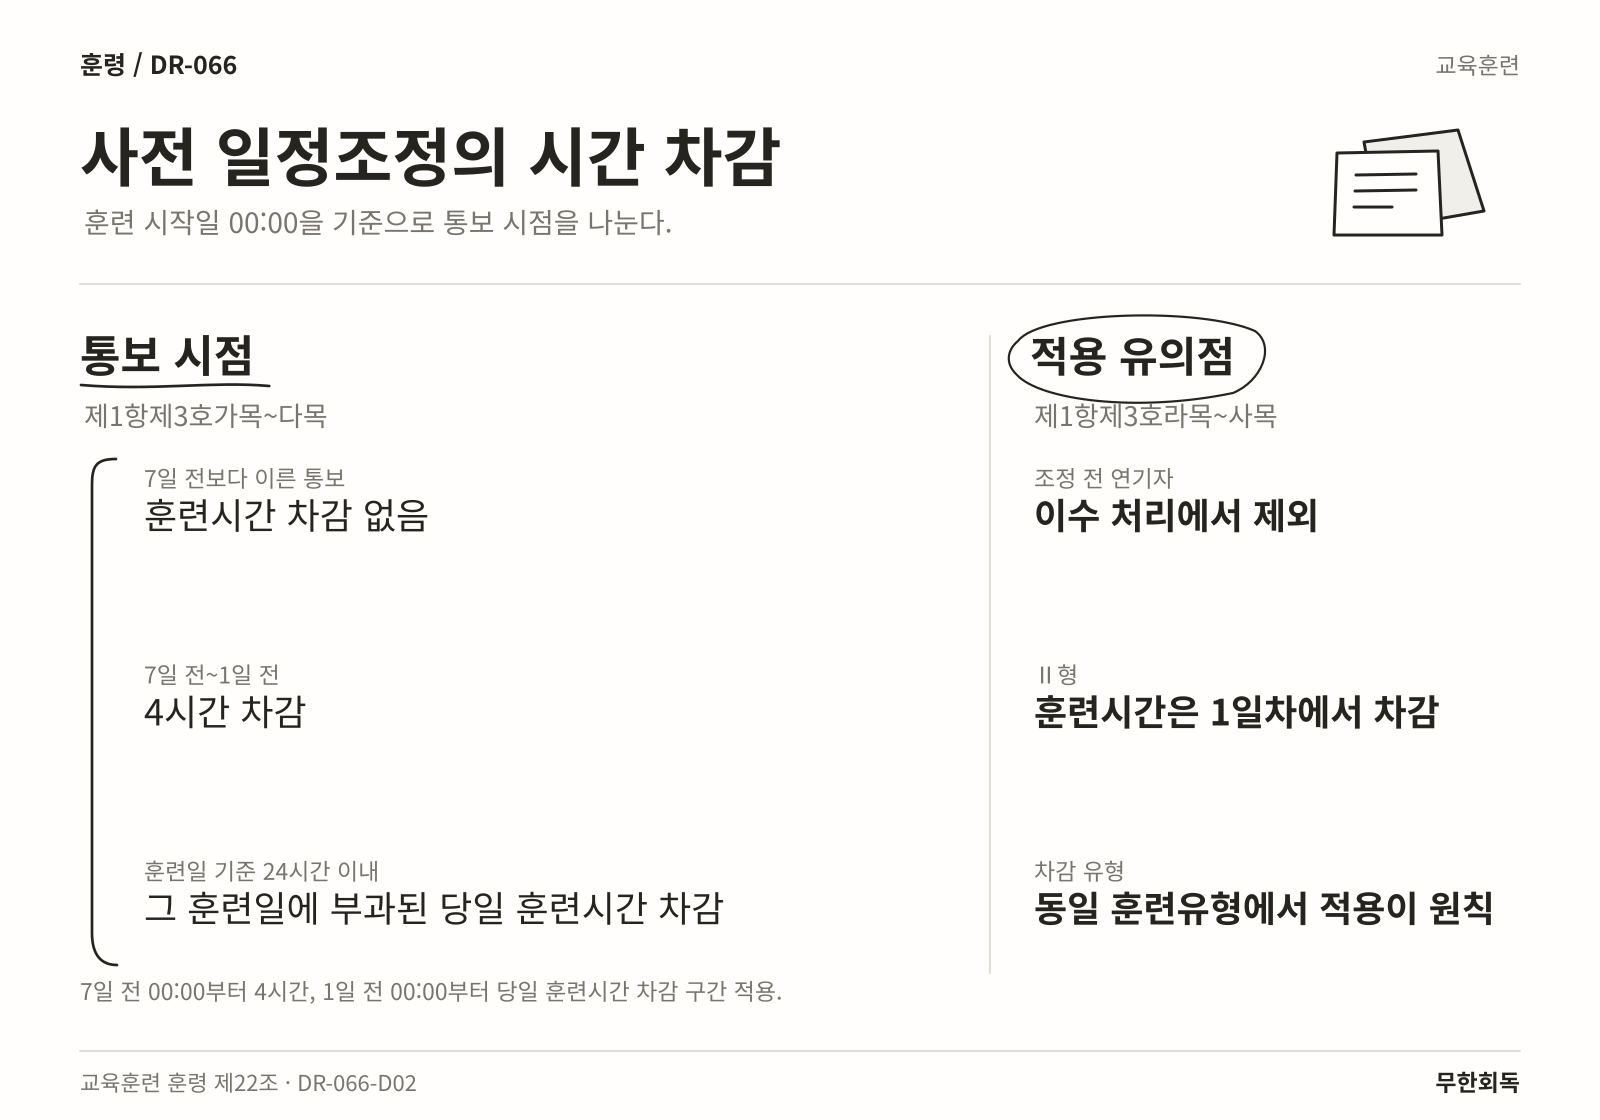 훈령 / DR-066
교육훈련
사전 일정조정의 시간 차감
훈련 시작일 00:00을 기준으로 통보 시점을 나눈다.
통보 시점
제1항제3호가목~다목
7일 전보다 이른 통보
훈련시간 차감 없음
7일 전~1일 전
4시간 차감
훈련일 기준 24시간 이내
그 훈련일에 부과된 당일 훈련시간 차감
7일 전 00:00부터 4시간, 1일 전 00:00부터 당일 훈련시간 차감 구간 적용.
적용 유의점
제1항제3호라목~사목
조정 전 연기자
이수 처리에서 제외
Ⅱ형
훈련시간은 1일차에서 차감
차감 유형
동일 훈련유형에서 적용이 원칙
교육훈련 훈령 제22조 · DR-066-D02
무한회독